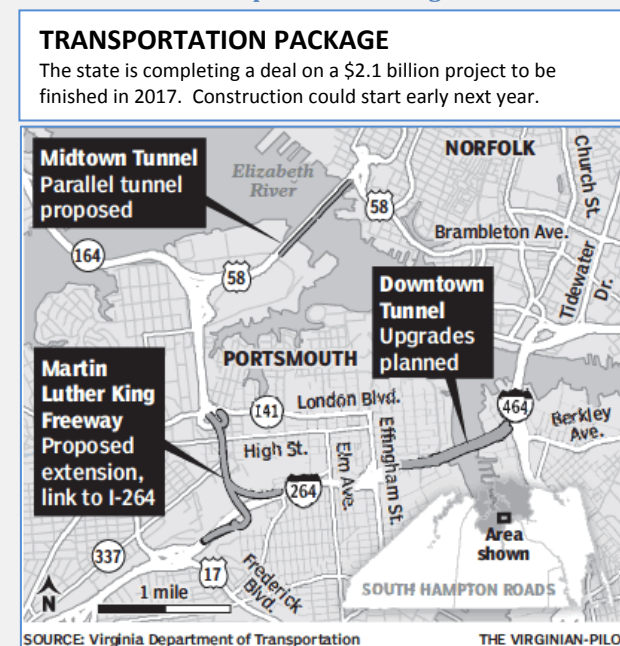 TRANSPORTATION PACKAGE
The state is completing a deal on a $2.1 billion project to be
finished in 2017. Construction could start early next year.
Midtown Tunnel
Parallel tunnel
proposed
Elizabeth
River
NORFOLK
Church St.
58
Brambleton Ave.
164
58
Tidewater
Dr.
Downtown
Tunnel
Upgrades
planned
PORTSMOUTH
Martin
Luther King
Freeway
Proposed
extension,
link to I-264
141
London Blvd.
464
Berkley
Ave.
High St.
Elm Ave.
Effingham St.
264
337
17
Frederick
Blvd.
Area
shown
SOUTH HAMPTON ROADS
N
1 mile
SOURCE: Virginia Department of Transportation
THE VIRGINIAN-PILO